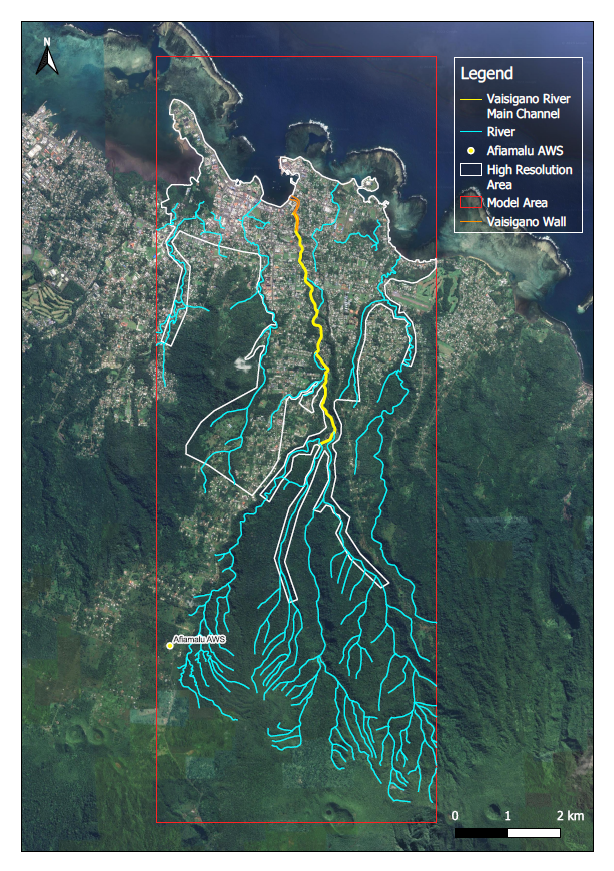 N
Legend
Vaisigano River
Main Channel
River
Afiamalu AWS
High Resolution
Area
Model Area
Vaisigano Wall
Afiamalu AWS
0 1 2 km